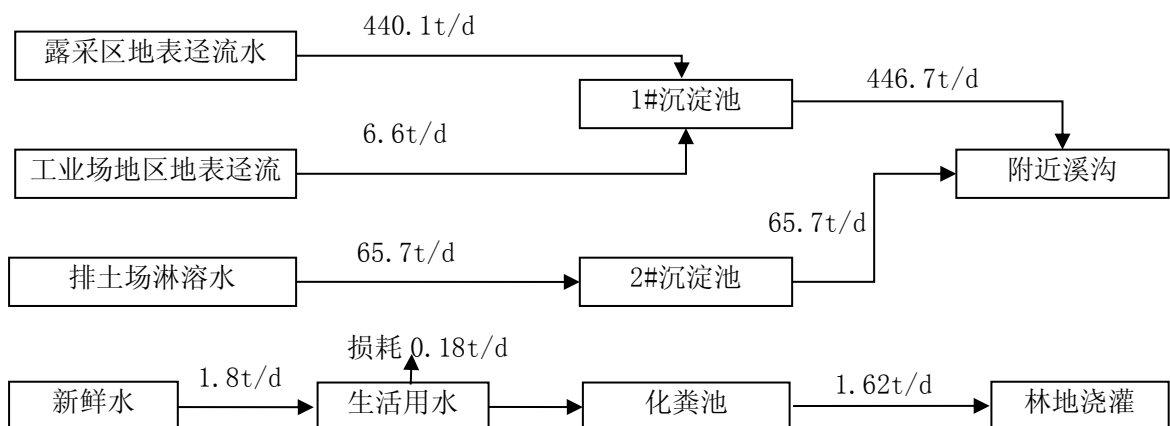 440.1t/d
露采区地表迳流水
1#沉淀池
446.7t/d
6.6t/d
工业场地区地表迳流
附近溪沟
65.7t/d
65.7t/d
排土场淋溶水
2#沉淀池
损耗 0.18t/d
1.8t/d
1.62t/d
新鲜水
生活用水
化粪池
林地浇灌